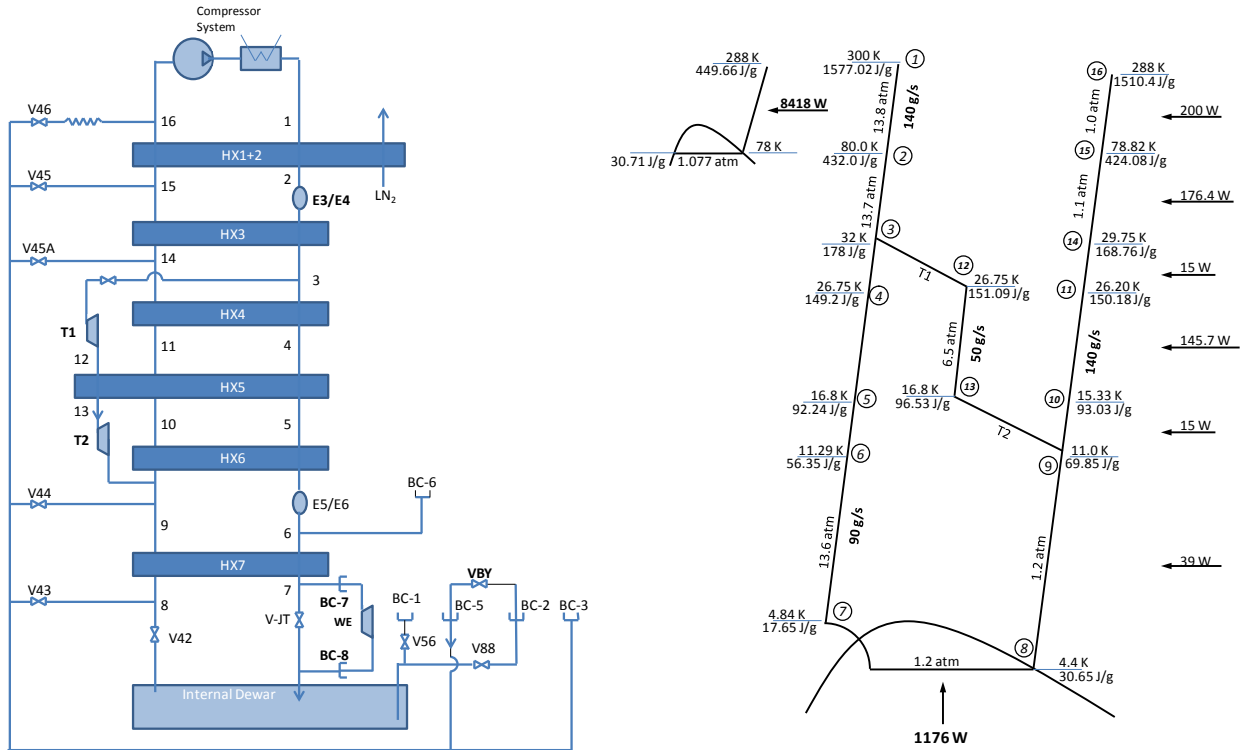 Compressor
System
V46
16
1
HX1+2
V45
15
2
E3/E4
LN2
HX3
V45A
14
3
HX4
T1
11
4
12
HX5
13
T2
10
5
HX6
V44
E5/E6
BC-6
9
6
HX7
7
V43
8
BC-7
V-JT
WE
V42
BC-8
BC-1
V56
VBY
BC-5
BC-2
BC-3
V88
Internal Dewar
288 K
449.66 J/g
8418 W
30.71 J/g
1.077 atm
78 K
300 K
1577.02 J/g
1
13.8 atm
140 g/s
80.0 K
432.0 J/g
2
13.7 atm
3
32 K
178 J/g
T1
12
26.75 K
151.09 J/g
26.75 K
149.2 J/g
4
6.5 atm
50 g/s
16.8 K
92.24 J/g
5
16.8 K
96.53 J/g
13
T2
11.29 K
56.35 J/g
6
13.6 atm
90 g/s
4.84 K
17.65 J/g
7
1.2 atm
1176 W
8
4.4 K
30.65 J/g
1.2 atm
9
11.0 K
69.85 J/g
10
15.33 K
93.03 J/g
140 g/s
11
26.20 K
150.18 J/g
14
29.75 K
168.76 J/g
1.1 atm
15
78.82 K
424.08 J/g
1.0 atm
16
288 K
1510.4 J/g
200 W
176.4 W
15 W
145.7 W
15 W
39 W